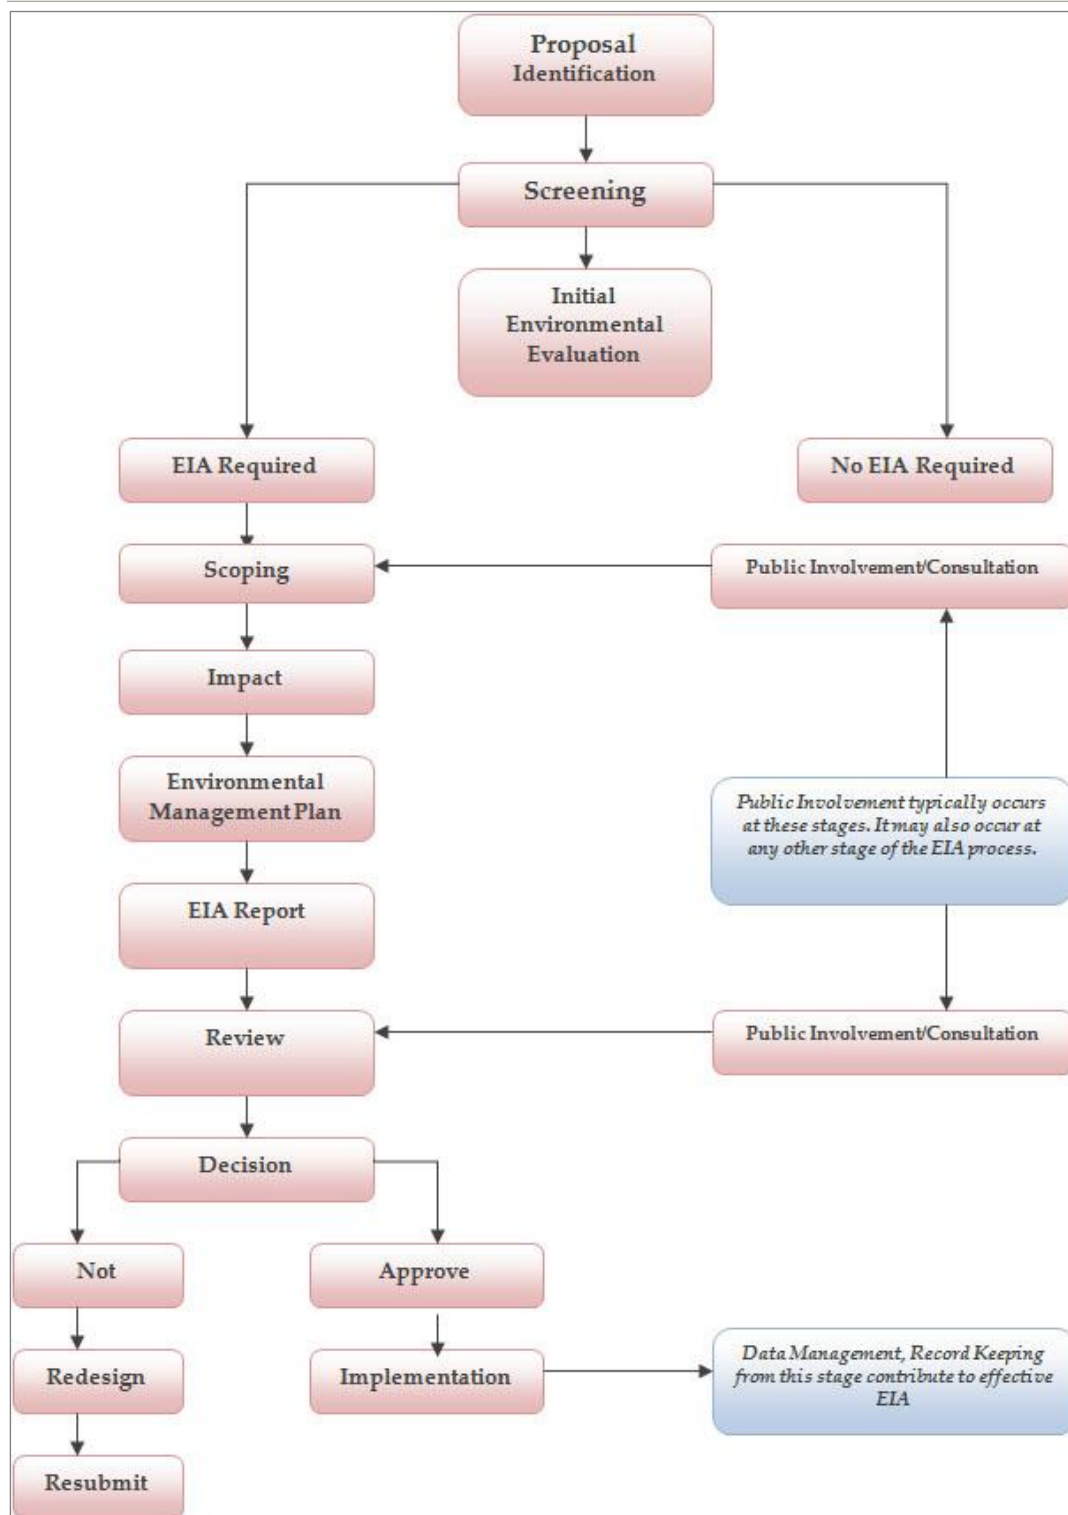 Proposal
Identification
Screening
Initial
Environmental
Evaluation
EIA Required
No EIA Required
Scoping
Public Involvement/Consultation
Impact
Environmental
Management Plan
Public Involvement typically occurs
at these stages. It may also occur at
any other stage of the EIA process.
EIA Report
Review
Public Involvement/Consultation
Decision
Not
Approve
Redesign
Implementation
Data Management, Record Keeping
from this stage contribute to effective
EIA
Resubmit